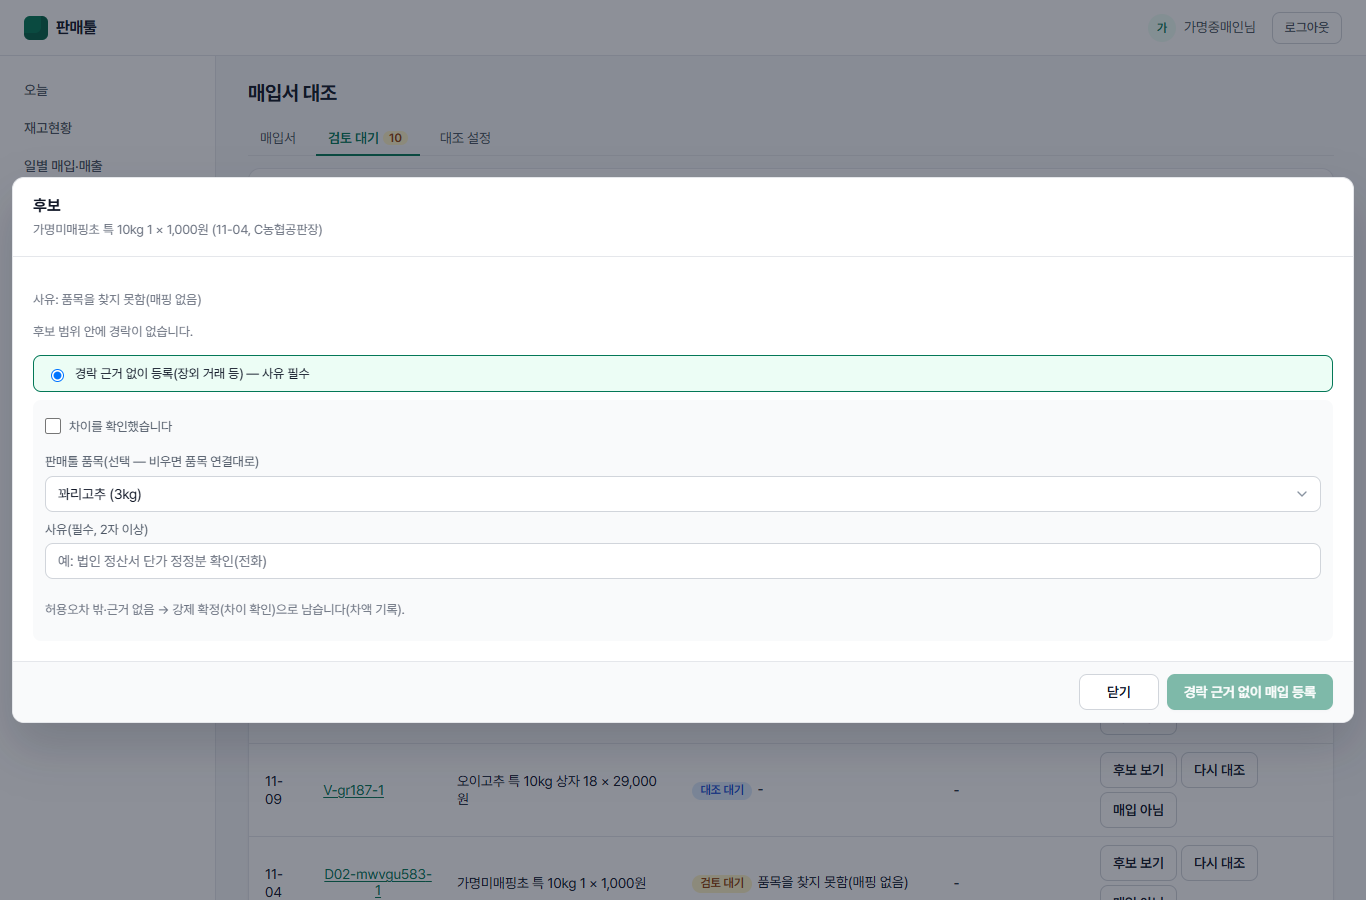 판매툴
가 가명중매인님 로그아웃
오늘
재고현황
일별 매입·매출
매입서 대조
매입서 검토 대기 10 대조 설정
후보
가명미매핑초 특 10kg 1 × 1,000원 (11-04, C농협공판장)
사유: 품목을 찾지 못함(매핑 없음)
후보 범위 안에 경락이 없습니다.
경락 근거 없이 등록(장외 거래 등) — 사유 필수
차이를 확인했습니다
판매툴 품목(선택 — 비우면 품목 연결대로)
꽈리고추 (3kg)
사유(필수, 2자 이상)
예: 법인 정산서 단가 정정분 확인(전화)
허용오차 밖·근거 없음 → 강제 확정(차이 확인)으로 남습니다(차액 기록).
닫기 경락 근거 없이 매입 등록
11-
09
V-gr187-1
오이고추 특 10kg 상자 18 × 29,000
원
대조 대기 -
-
후보 보기 다시 대조
매입 아님
11-
04
D02-mwvgu583-
1
가명미매핑초 특 10kg 1 × 1,000원
검토 대기 품목을 찾지 못함(매핑 없음)
-
후보 보기 다시 대조
매입 아님